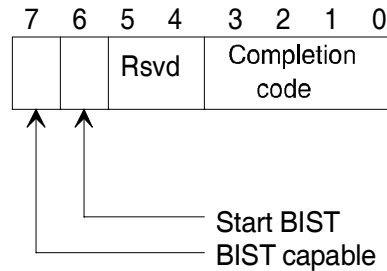 7 6 5 4 3 2 1 0
Rsvd Completion
code
Start BIST
BIST capable